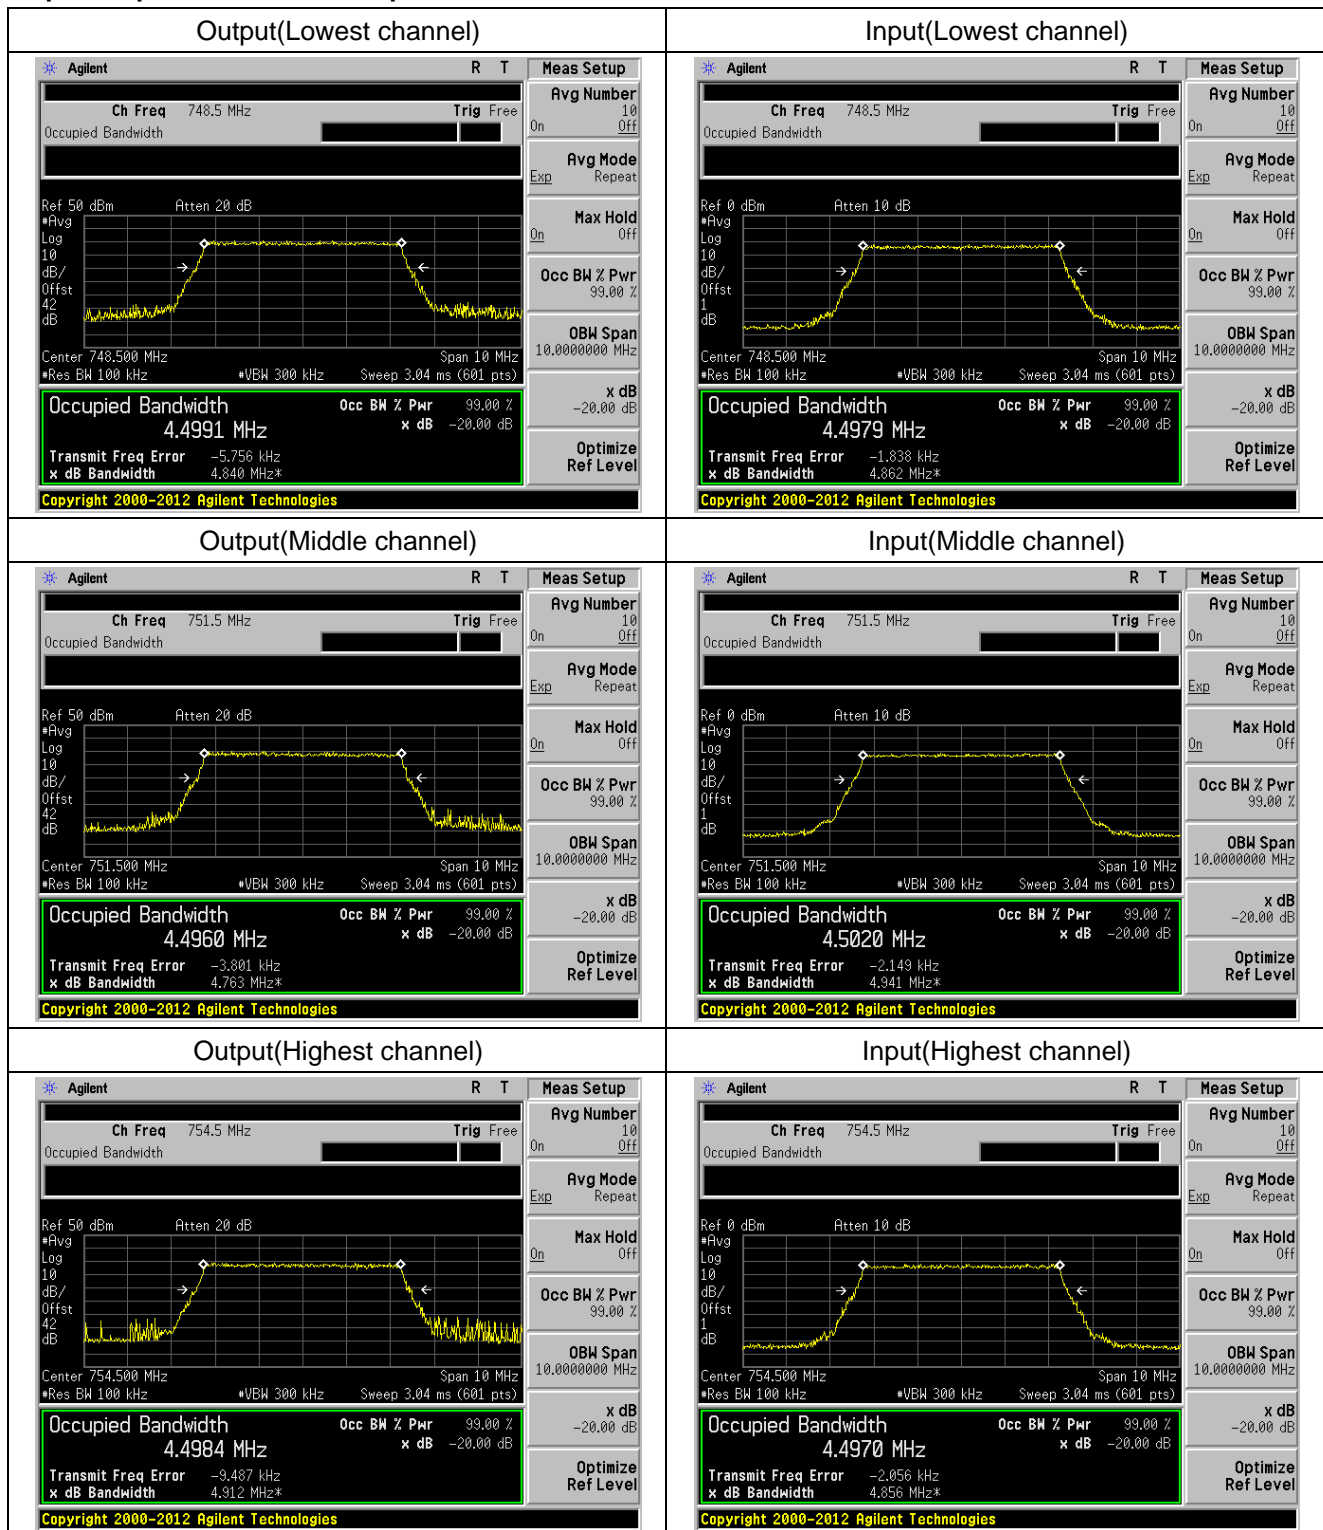 Output(Lowest channel)
Input(Lowest channel)
Agilent R T Meas Setup
Ch Freq 748.5 MHz Trig Free
Occupied Bandwidth
Avg Number
10
On Off
Avg Mode
Exp Repeat
Ref 50 dBm Atten 20 dB
#Avg
Log
10
dB/
Offst
42
dB
Max Hold
On Off
Occ BW % Pwr
99.00 %
OBW Span
10.0000000 MHz
Center 748.500 MHz Span 10 MHz
#Res BW 100 kHz #VBW 300 kHz Sweep 3.04 ms (601 pts)
x dB
-20.00 dB
Occupied Bandwidth Occ BW % Pwr 99.00 %
4.4991 MHz x dB -20.00 dB
Transmit Freq Error -5.756 kHz
x dB Bandwidth 4.840 MHz*
Optimize
Ref Level
Copyright 2000-2012 Agilent Technologies
Agilent R T Meas Setup
Ch Freq 748.5 MHz Trig Free
Occupied Bandwidth
Avg Number
10
On Off
Avg Mode
Exp Repeat
Ref 0 dBm Atten 10 dB
#Avg
Log
10
dB/
Offst
1
dB
Max Hold
On Off
Occ BW % Pwr
99.00 %
OBW Span
10.0000000 MHz
Center 748.500 MHz Span 10 MHz
#Res BW 100 kHz #VBW 300 kHz Sweep 3.04 ms (601 pts)
x dB
-20.00 dB
Occupied Bandwidth Occ BW % Pwr 99.00 %
4.4979 MHz x dB -20.00 dB
Transmit Freq Error -1.838 kHz
x dB Bandwidth 4.862 MHz*
Optimize
Ref Level
Copyright 2000-2012 Agilent Technologies
Output(Middle channel)
Input(Middle channel)
Agilent R T Meas Setup
Ch Freq 751.5 MHz Trig Free
Occupied Bandwidth
Avg Number
10
On Off
Avg Mode
Exp Repeat
Ref 50 dBm Atten 20 dB
#Avg
Log
10
dB/
Offst
42
dB
Max Hold
On Off
Occ BW % Pwr
99.00 %
OBW Span
10.0000000 MHz
Center 751.500 MHz Span 10 MHz
#Res BW 100 kHz #VBW 300 kHz Sweep 3.04 ms (601 pts)
x dB
-20.00 dB
Occupied Bandwidth Occ BW % Pwr 99.00 %
4.4960 MHz x dB -20.00 dB
Transmit Freq Error -3.801 kHz
x dB Bandwidth 4.763 MHz*
Optimize
Ref Level
Copyright 2000-2012 Agilent Technologies
Agilent R T Meas Setup
Ch Freq 751.5 MHz Trig Free
Occupied Bandwidth
Avg Number
10
On Off
Avg Mode
Exp Repeat
Ref 0 dBm Atten 10 dB
#Avg
Log
10
dB/
Offst
1
dB
Max Hold
On Off
Occ BW % Pwr
99.00 %
OBW Span
10.0000000 MHz
Center 751.500 MHz Span 10 MHz
#Res BW 100 kHz #VBW 300 kHz Sweep 3.04 ms (601 pts)
x dB
-20.00 dB
Occupied Bandwidth Occ BW % Pwr 99.00 %
4.5020 MHz x dB -20.00 dB
Transmit Freq Error -2.149 kHz
x dB Bandwidth 4.941 MHz*
Optimize
Ref Level
Copyright 2000-2012 Agilent Technologies
Output(Highest channel)
Input(Highest channel)
Agilent R T Meas Setup
Ch Freq 754.5 MHz Trig Free
Occupied Bandwidth
Avg Number
10
On Off
Avg Mode
Exp Repeat
Ref 50 dBm Atten 20 dB
#Avg
Log
10
dB/
Offst
42
dB
Max Hold
On Off
Occ BW % Pwr
99.00 %
OBW Span
10.0000000 MHz
Center 754.500 MHz Span 10 MHz
#Res BW 100 kHz #VBW 300 kHz Sweep 3.04 ms (601 pts)
x dB
-20.00 dB
Occupied Bandwidth Occ BW % Pwr 99.00 %
4.4984 MHz x dB -20.00 dB
Transmit Freq Error -9.487 kHz
x dB Bandwidth 4.912 MHz*
Optimize
Ref Level
Copyright 2000-2012 Agilent Technologies
Agilent R T Meas Setup
Ch Freq 754.5 MHz Trig Free
Occupied Bandwidth
Avg Number
10
On Off
Avg Mode
Exp Repeat
Ref 0 dBm Atten 10 dB
#Avg
Log
10
dB/
Offst
1
dB
Max Hold
On Off
Occ BW % Pwr
99.00 %
OBW Span
10.0000000 MHz
Center 754.500 MHz Span 10 MHz
#Res BW 100 kHz #VBW 300 kHz Sweep 3.04 ms (601 pts)
x dB
-20.00 dB
Occupied Bandwidth Occ BW % Pwr 99.00 %
4.4970 MHz x dB -20.00 dB
Transmit Freq Error -2.056 kHz
x dB Bandwidth 4.856 MHz*
Optimize
Ref Level
Copyright 2000-2012 Agilent Technologies